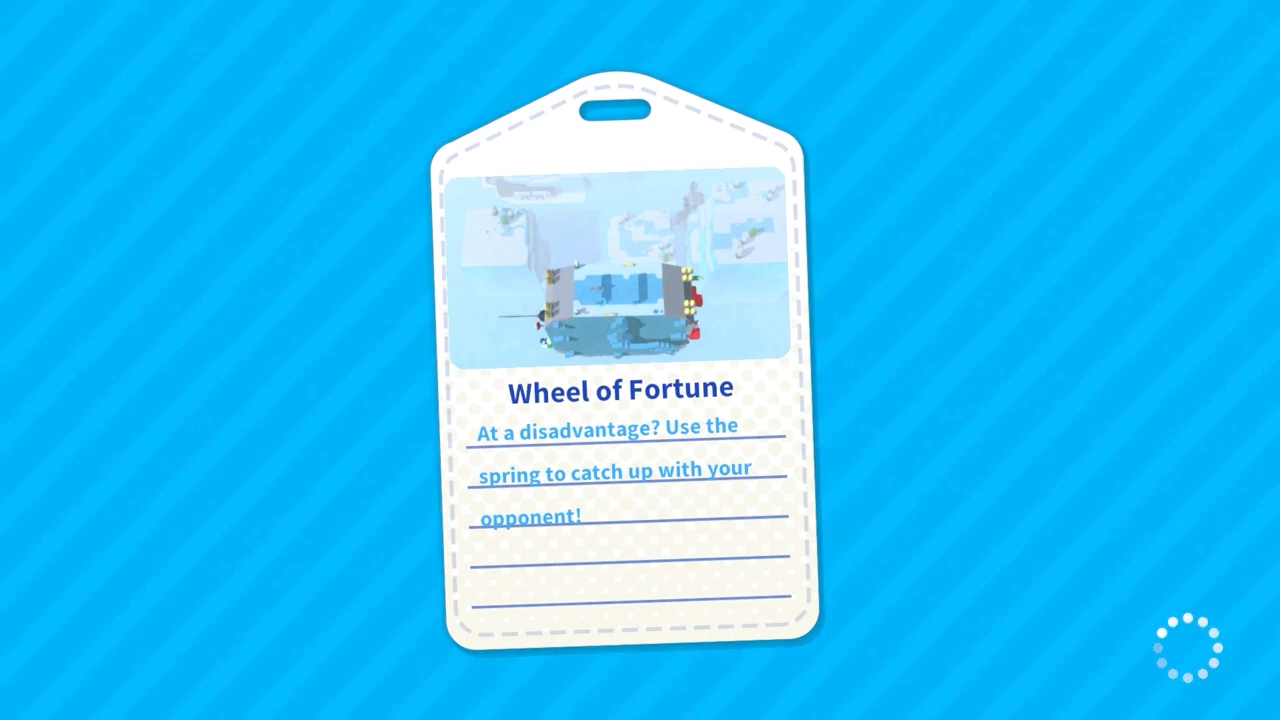 Wheel of Fortune
At a disadvantage? Use the
spring to catch up with your
opponent!